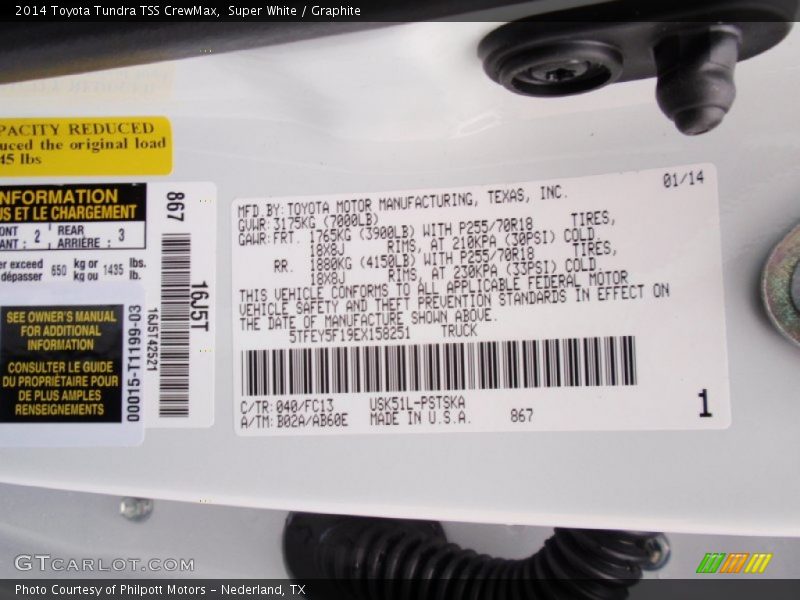 2014 Toyota Tundra TSS CrewMax, Super White / Graphite
PACITY REDUCED
uced the original load
45 lbs
NFORMATION
US ET LE CHARGEMENT
ONT
ANT : 2
REAR
ARRIÈRE : 3
er exceed
dépasser 650 kg or
kg ou 1435 lbs.
lb.
SEE OWNER'S MANUAL
FOR ADDITIONAL
INFORMATION
CONSULTER LE GUIDE
DU PROPRIÉTAIRE POUR
DE PLUS AMPLES
RENSEIGNEMENTS
00015-T1199-03
16J5T42521
867
16J5T
01/14
MFD. BY: TOYOTA MOTOR MANUFACTURING, TEXAS, INC.
GVWR: 3175KG (7000LB)
GAWR: FRT. 1765KG (3900LB) WITH P255/70R18 TIRES,
18X8J RIMS, AT 210KPA (30PSI) COLD.
RR. 1880KG (4150LB) WITH P255/70R18 TIRES,
18X8J RIMS, AT 230KPA (33PSI) COLD.
THIS VEHICLE CONFORMS TO ALL APPLICABLE FEDERAL MOTOR
VEHICLE SAFETY AND THEFT PREVENTION STANDARDS IN EFFECT ON
THE DATE OF MANUFACTURE SHOWN ABOVE.
5TFEY5F19EX158251 TRUCK
C/TR: 040/FC13 USK51L-PSTSKA
A/TM: B02A/AB60E MADE IN U.S.A. 867
1
GTCARLOT.COM
Photo Courtesy of Philpott Motors - Nederland, TX